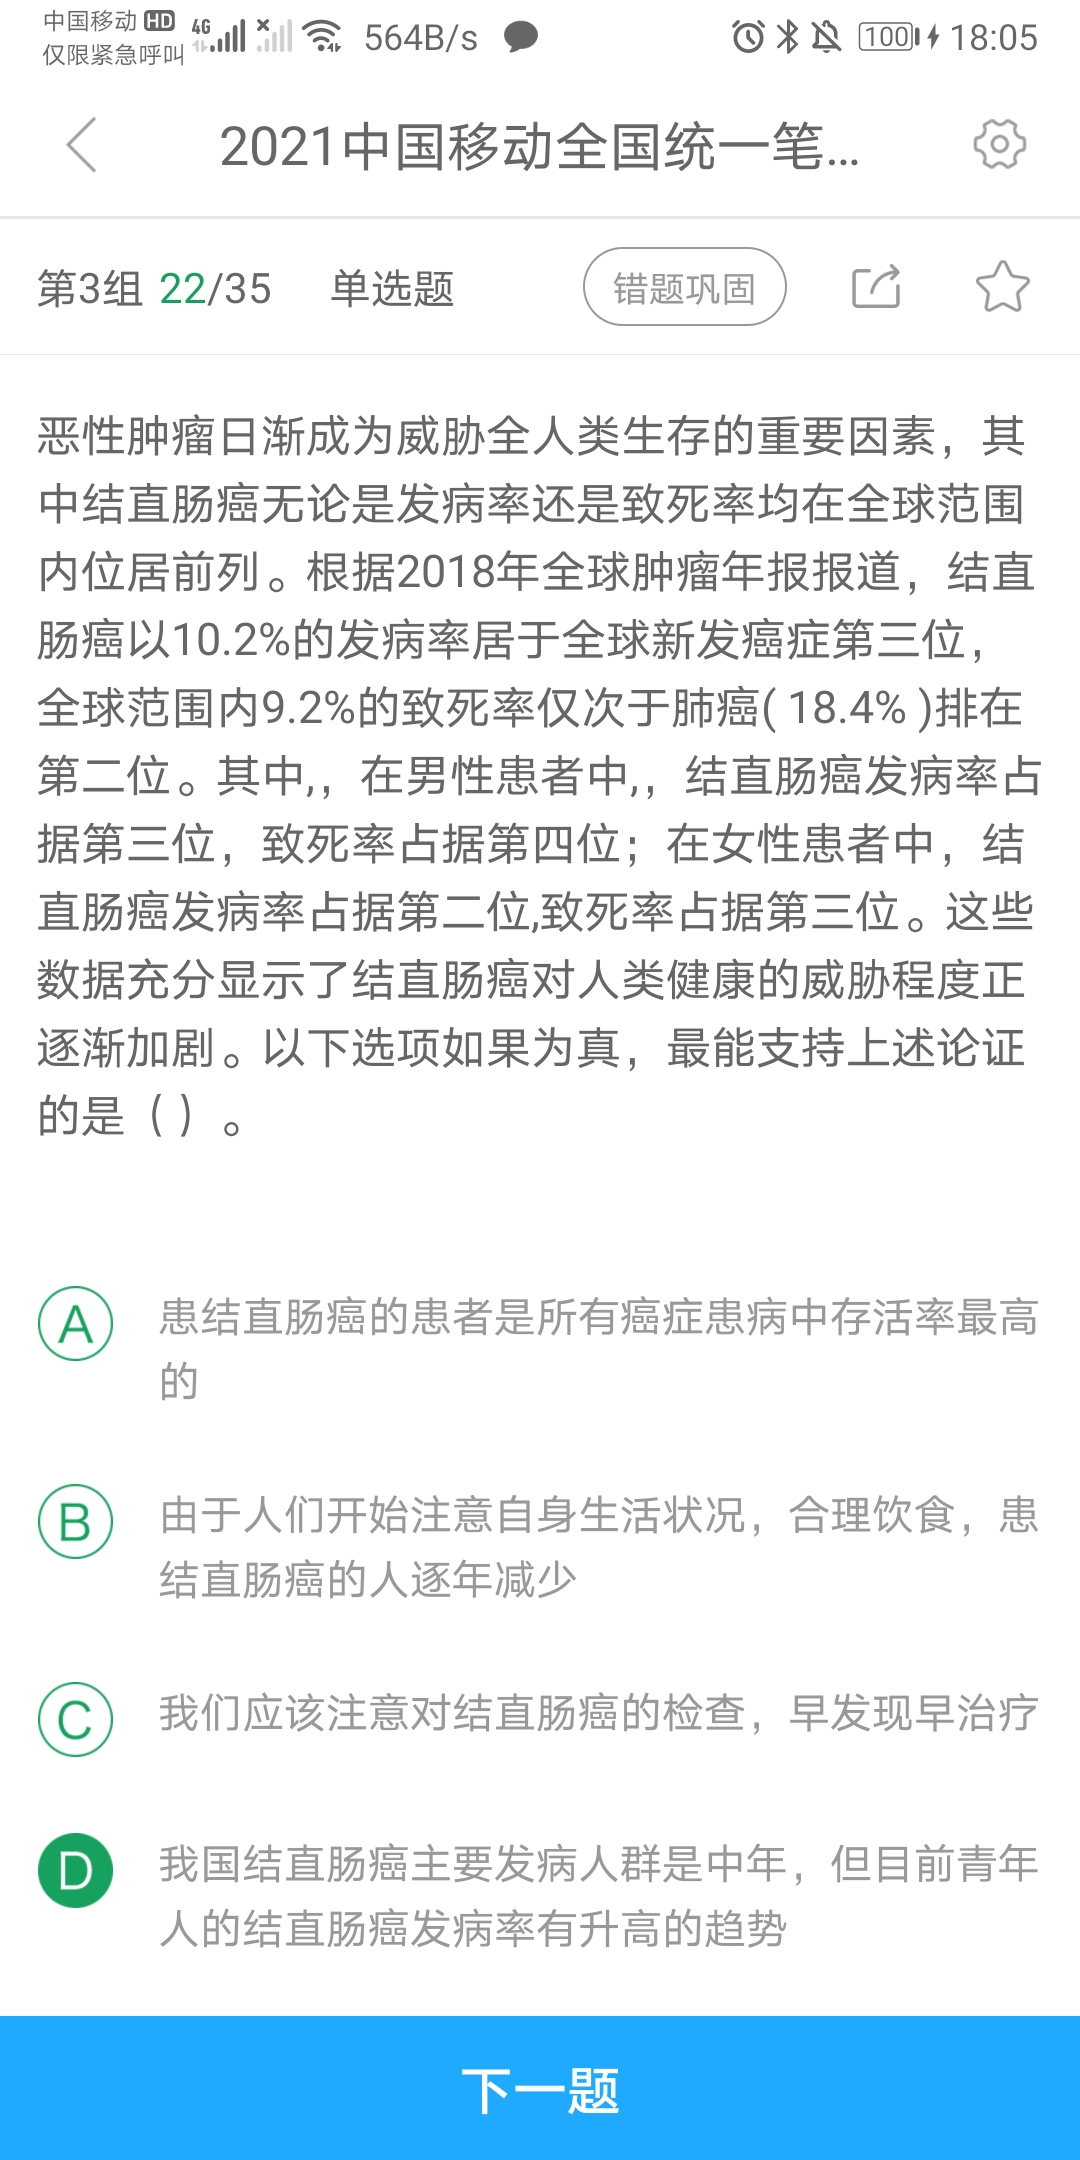 中国移动 HD 4G 564B/s 100 18:05
仅限紧急呼叫
2021中国移动全国统一笔...
第3组 22/35 单选题 错题巩固
恶性肿瘤日渐成为威胁全人类生存的重要因素，其
中结直肠癌无论是发病率还是致死率均在全球范围
内位居前列。根据2018年全球肿瘤年报报道，结直
肠癌以10.2%的发病率居于全球新发癌症第三位，
全球范围内9.2%的致死率仅次于肺癌( 18.4% )排在
第二位。其中,，在男性患者中,，结直肠癌发病率占
据第三位，致死率占据第四位；在女性患者中，结
直肠癌发病率占据第二位,致死率占据第三位。这些
数据充分显示了结直肠癌对人类健康的威胁程度正
逐渐加剧。以下选项如果为真，最能支持上述论证
的是（ ）。
A 患结直肠癌的患者是所有癌症患病中存活率最高
的
B 由于人们开始注意自身生活状况，合理饮食，患
结直肠癌的人逐年减少
C 我们应该注意对结直肠癌的检查，早发现早治疗
D 我国结直肠癌主要发病人群是中年，但目前青年
人的结直肠癌发病率有升高的趋势
下一题